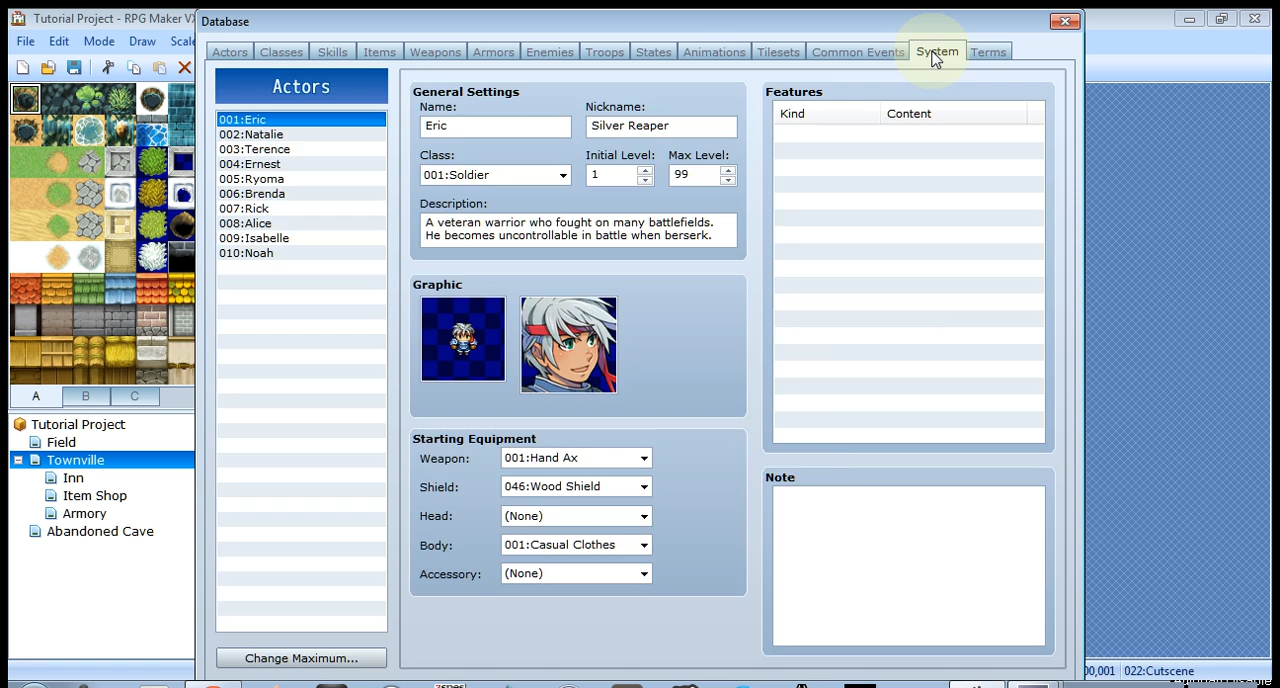 Tutorial Project - RPG Maker VX
Database
File Edit Mode Draw Scale
Actors Classes Skills Items Weapons Armors Enemies Troops States Animations Tilesets Common Events System Terms
Actors
001:Eric
002:Natalie
003:Terence
004:Ernest
005:Ryoma
006:Brenda
007:Rick
008:Alice
009:Isabelle
010:Noah
Change Maximum...
General Settings
Name: Nickname:
Eric Silver Reaper
Class: Initial Level: Max Level:
001:Soldier 1 99
Description:
A veteran warrior who fought on many battlefields.
He becomes uncontrollable in battle when berserk.
Graphic
Starting Equipment
Weapon: 001:Hand Ax
Shield: 046:Wood Shield
Head: (None)
Body: 001:Casual Clothes
Accessory: (None)
Features
Kind Content
Note
A B C
Tutorial Project
Field
Townville
Inn
Item Shop
Armory
Abandoned Cave
00,001 022:Cutscene